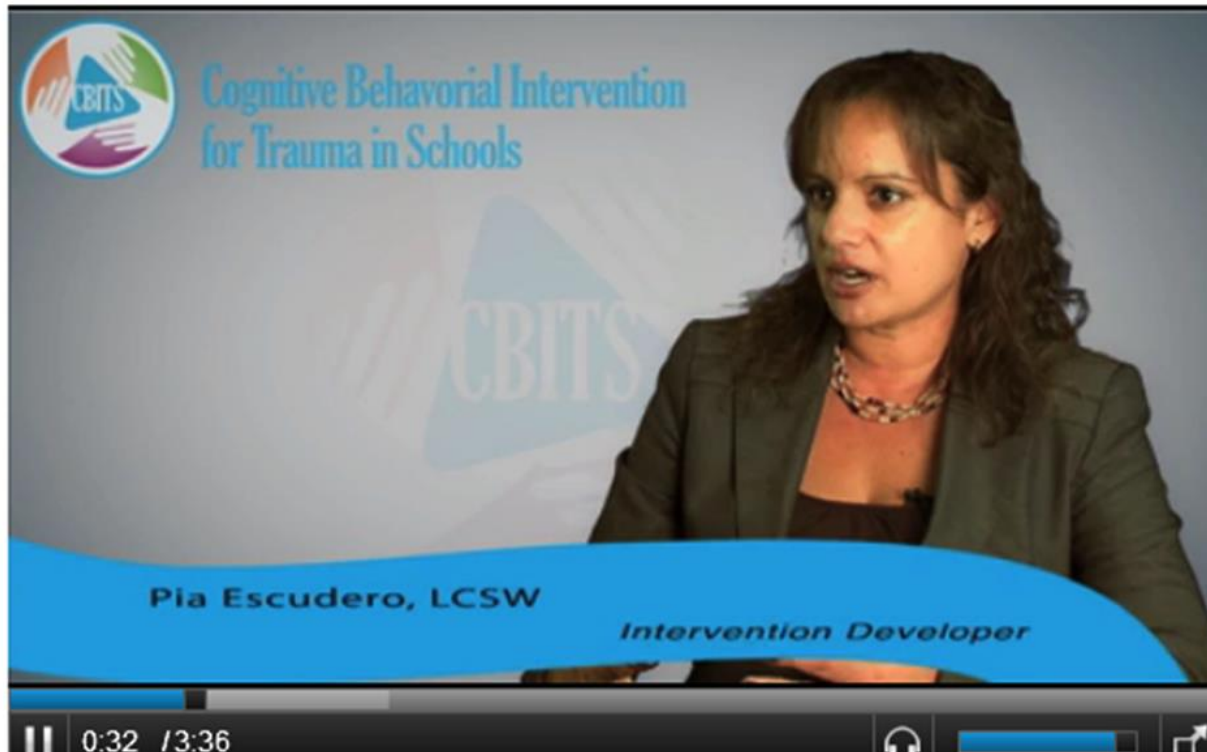 CBITS
Cognitive Behavorial Intervention
for Trauma in Schools
CBITS
Pia Escudero, LCSW
Intervention Developer
0:32 /3:36